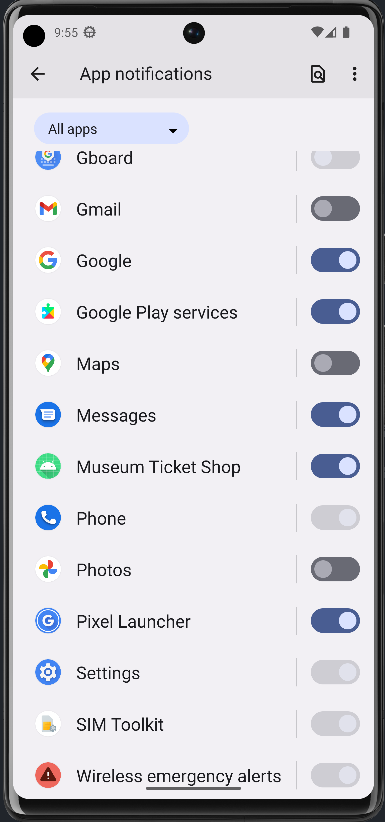 9:55
App notifications
All apps
Gboard
Gmail
Google
Google Play services
Maps
Messages
Museum Ticket Shop
Phone
Photos
Pixel Launcher
Settings
SIM Toolkit
Wireless emergency alerts